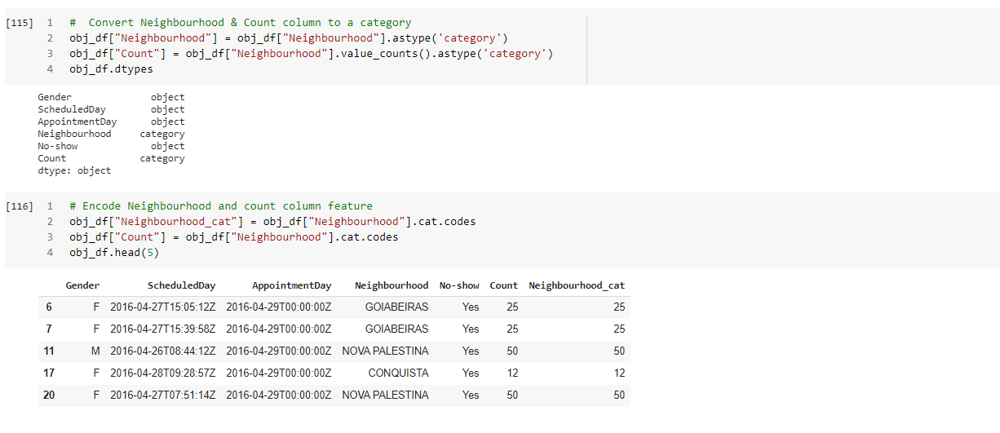 [115] 1 # Convert Neighbourhood & Count column to a category
2 obj_df["Neighbourhood"] = obj_df["Neighbourhood"].astype('category')
3 obj_df["Count"] = obj_df["Neighbourhood"].value_counts().astype('category')
4 obj_df.dtypes
Gender object
ScheduledDay object
AppointmentDay object
Neighbourhood category
No-show object
Count category
dtype: object
[116] 1 # Encode Neighbourhood and count column feature
2 obj_df["Neighbourhood_cat"] = obj_df["Neighbourhood"].cat.codes
3 obj_df["Count"] = obj_df["Neighbourhood"].cat.codes
4 obj_df.head(5)
Gender ScheduledDay AppointmentDay Neighbourhood No-show Count Neighbourhood_cat
6 F 2016-04-27T15:05:12Z 2016-04-29T00:00:00Z GOIABEIRAS Yes 25 25
7 F 2016-04-27T15:39:58Z 2016-04-29T00:00:00Z GOIABEIRAS Yes 25 25
11 M 2016-04-26T08:44:12Z 2016-04-29T00:00:00Z NOVA PALESTINA Yes 50 50
17 F 2016-04-28T09:28:57Z 2016-04-29T00:00:00Z CONQUISTA Yes 12 12
20 F 2016-04-27T07:51:14Z 2016-04-29T00:00:00Z NOVA PALESTINA Yes 50 50